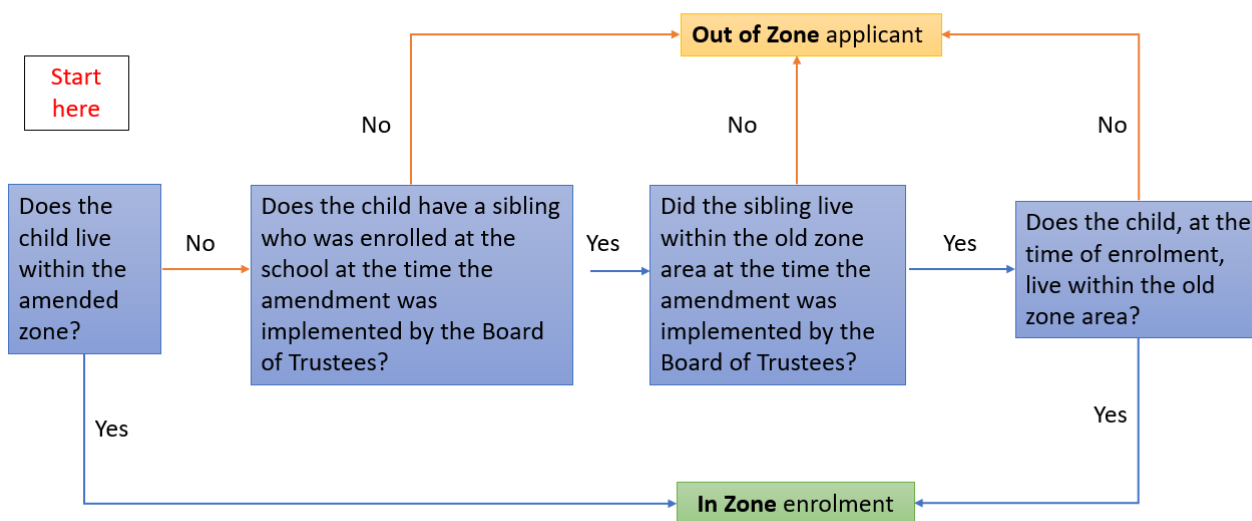 Out of Zone applicant
Start
here
No
No
No
Does the
child live
within the
amended
zone?
No
Does the child have a sibling
who was enrolled at the
school at the time the
amendment was
implemented by the Board
of Trustees?
Yes
Did the sibling live
within the old zone
area at the time the
amendment was
implemented by the
Board of Trustees?
Yes
Does the child, at the
time of enrolment,
live within the old
zone area?
Yes
Yes
In Zone enrolment